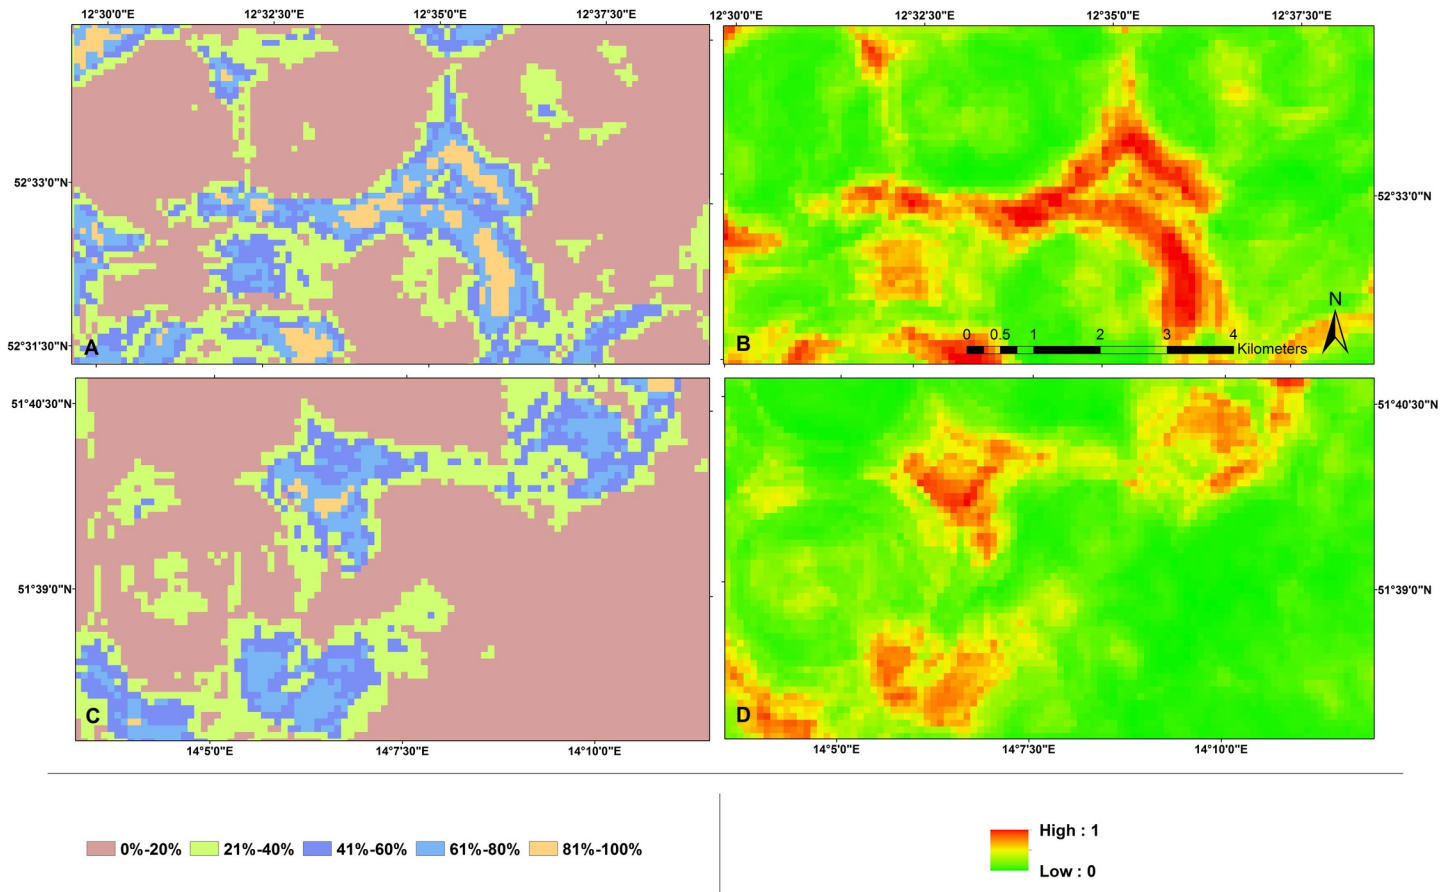 12°30'0"E 12°32'30"E 12°35'0"E 12°37'30"E
12°30'0"E 12°32'30"E 12°35'0"E 12°37'30"E
52°33'0"N
52°31'30"N
A
52°33'0"N
N
0 0.5 1 2 3 4
Kilometers
B
51°40'30"N
51°39'0"N
C
14°5'0"E 14°7'30"E 14°10'0"E
51°40'30"N
51°39'0"N
D
14°5'0"E 14°7'30"E 14°10'0"E
0%-20% 21%-40% 41%-60% 61%-80% 81%-100%
High : 1
Low : 0